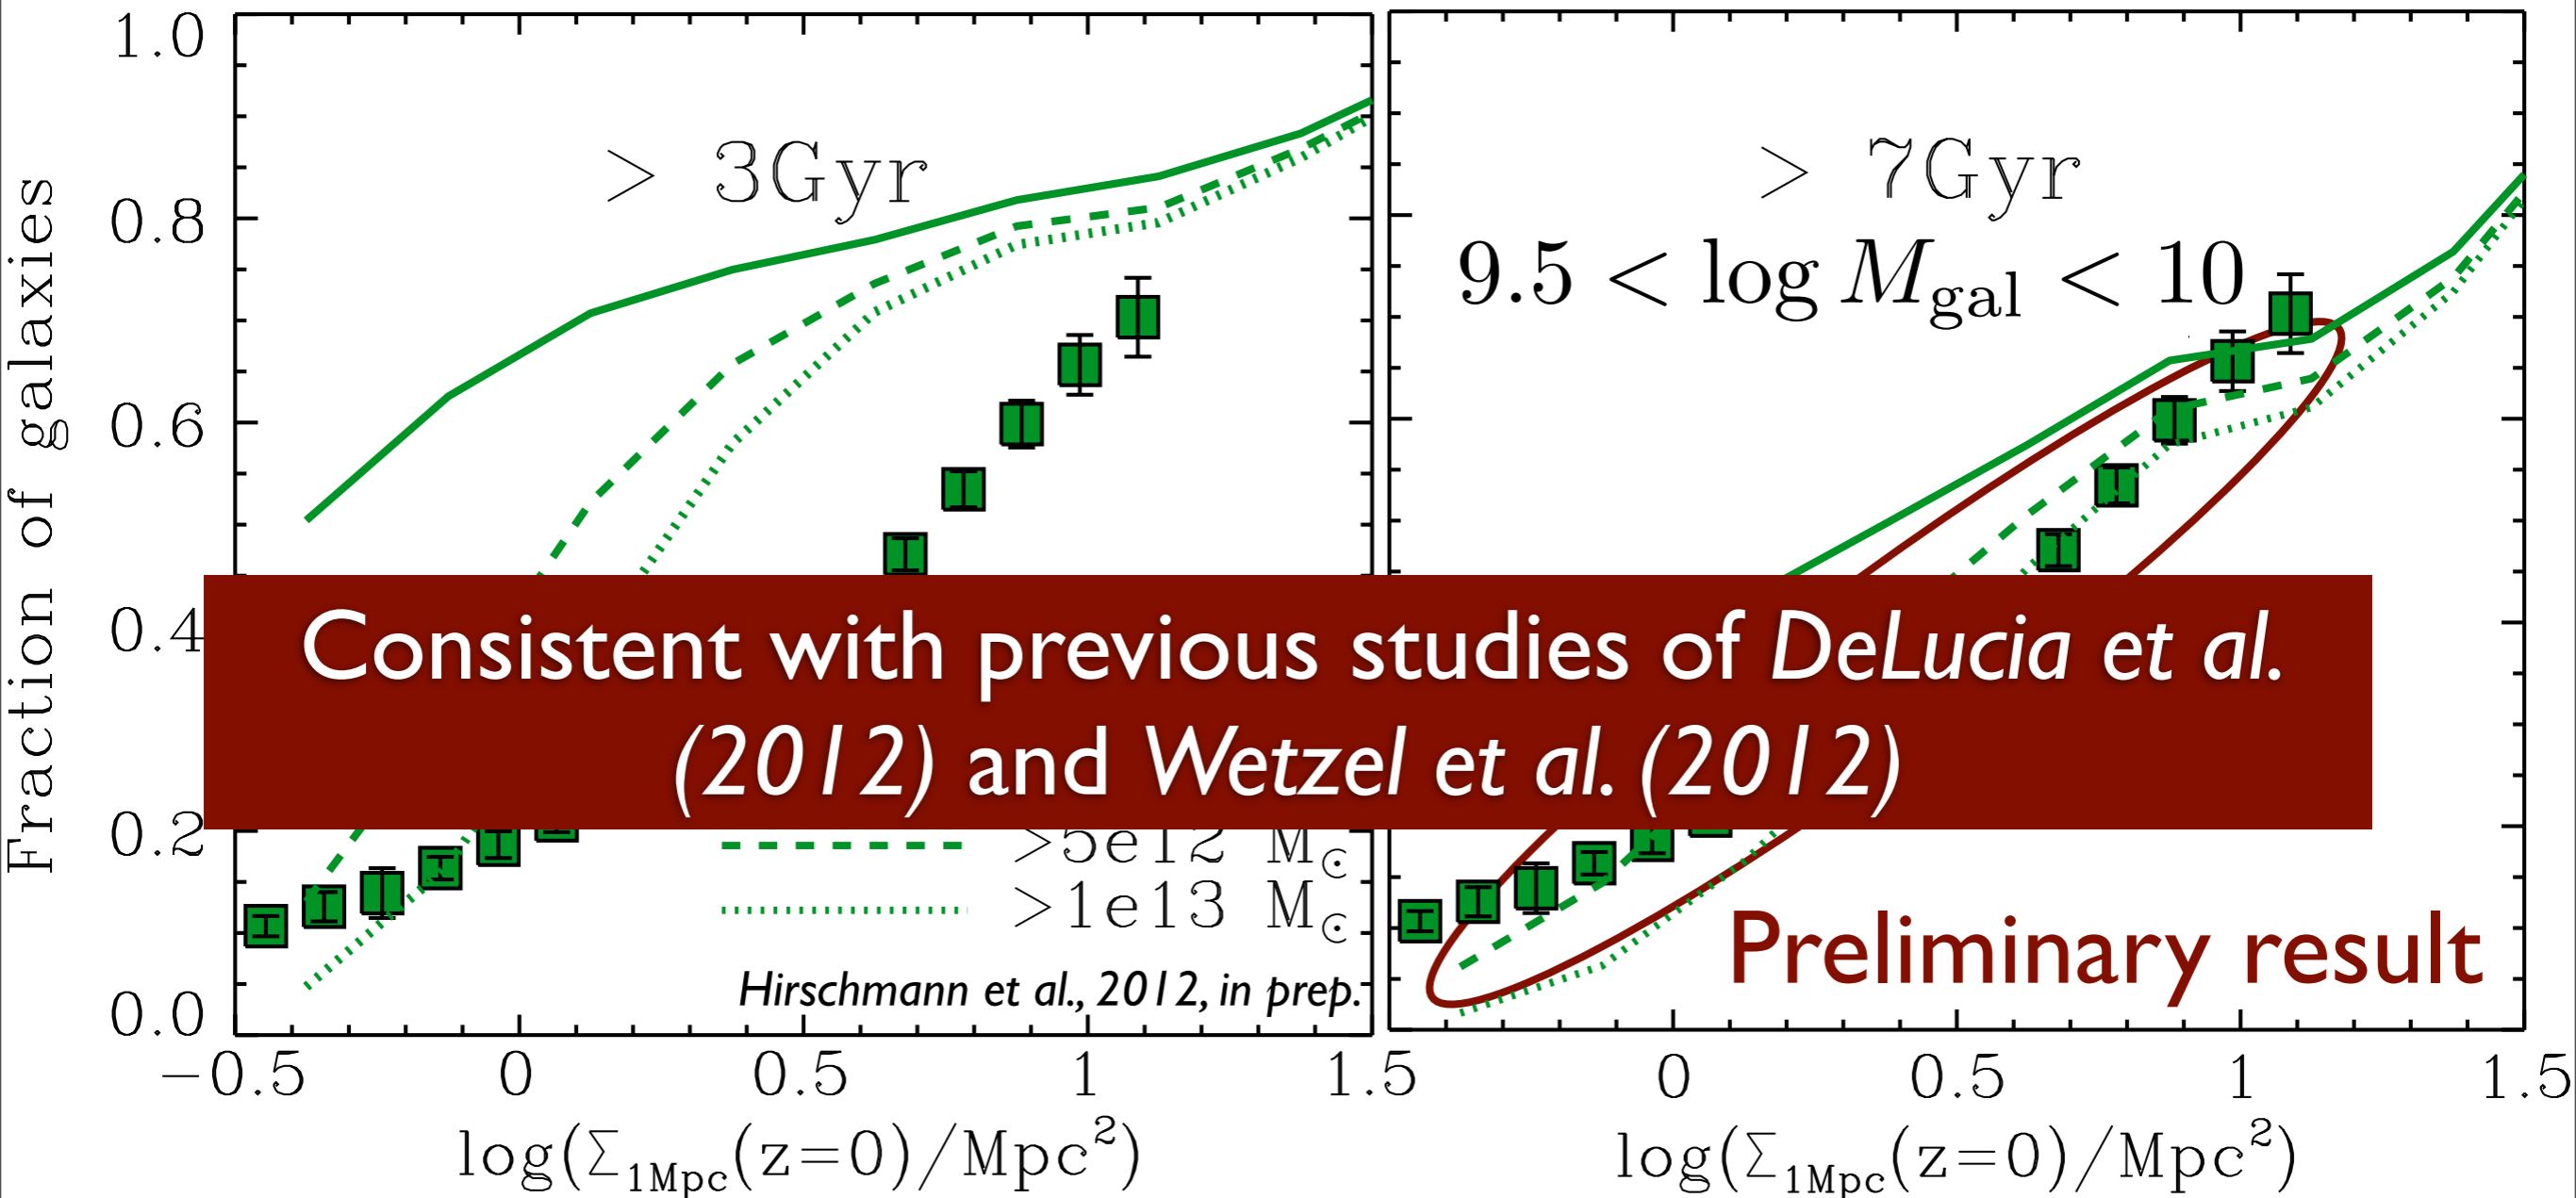 Fraction of galaxies
1.0
0.8
0.6
0.4
0.2
0.0
> 3Gyr
> 7Gyr
9.5 < log M_gal < 10
Consistent with previous studies of DeLucia et al.
(2012) and Wetzel et al. (2012)
>5e12 M☉
>1e13 M☉
Hirschmann et al., 2012, in prep.
Preliminary result
−0.5 0 0.5 1 1.5
0 0.5 1 1.5
log(Σ₁Mpc(z=0)/Mpc²)
log(Σ₁Mpc(z=0)/Mpc²)